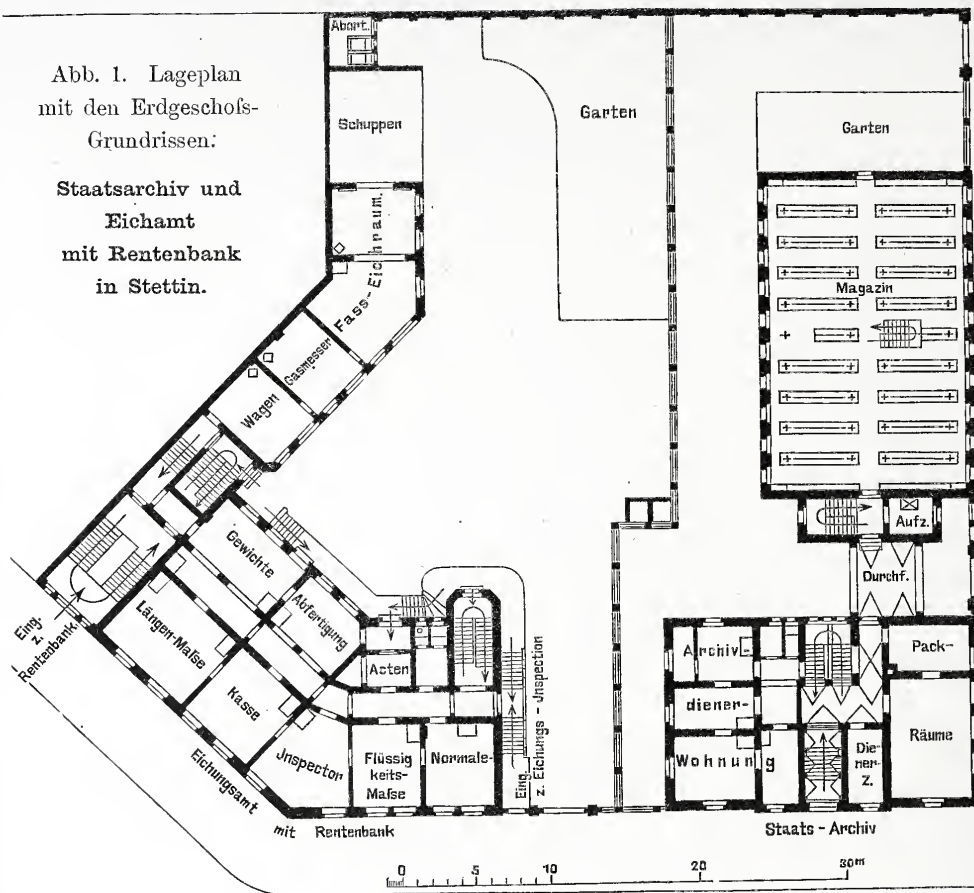 Abb. 1. Lageplan
mit den Erdgeschoſs-
Grundrissen:
Staatsarchiv und
Eichamt
mit Rentenbank
in Stettin.
Abort.
Schuppen
Fass-Eichraum.
Gasmesser
Wagen
Garten
Garten
Magazin
Aufz.
Durchf.
Gewichte
Abfertigung
Acten
Längen-Maſse
Kasse
Jnspector
Flüssig
keits-
Maſse
Normale-
Eing.
z.
Rentenbank
Eichungsamt
mit Rentenbank
Eing.
z. Eichungs-Jnspection
Archiv-
diener-
Wohnung
Die-
ner-
Z.
Pack-
Räume
Staats-Archiv
0 5 10 20 30m